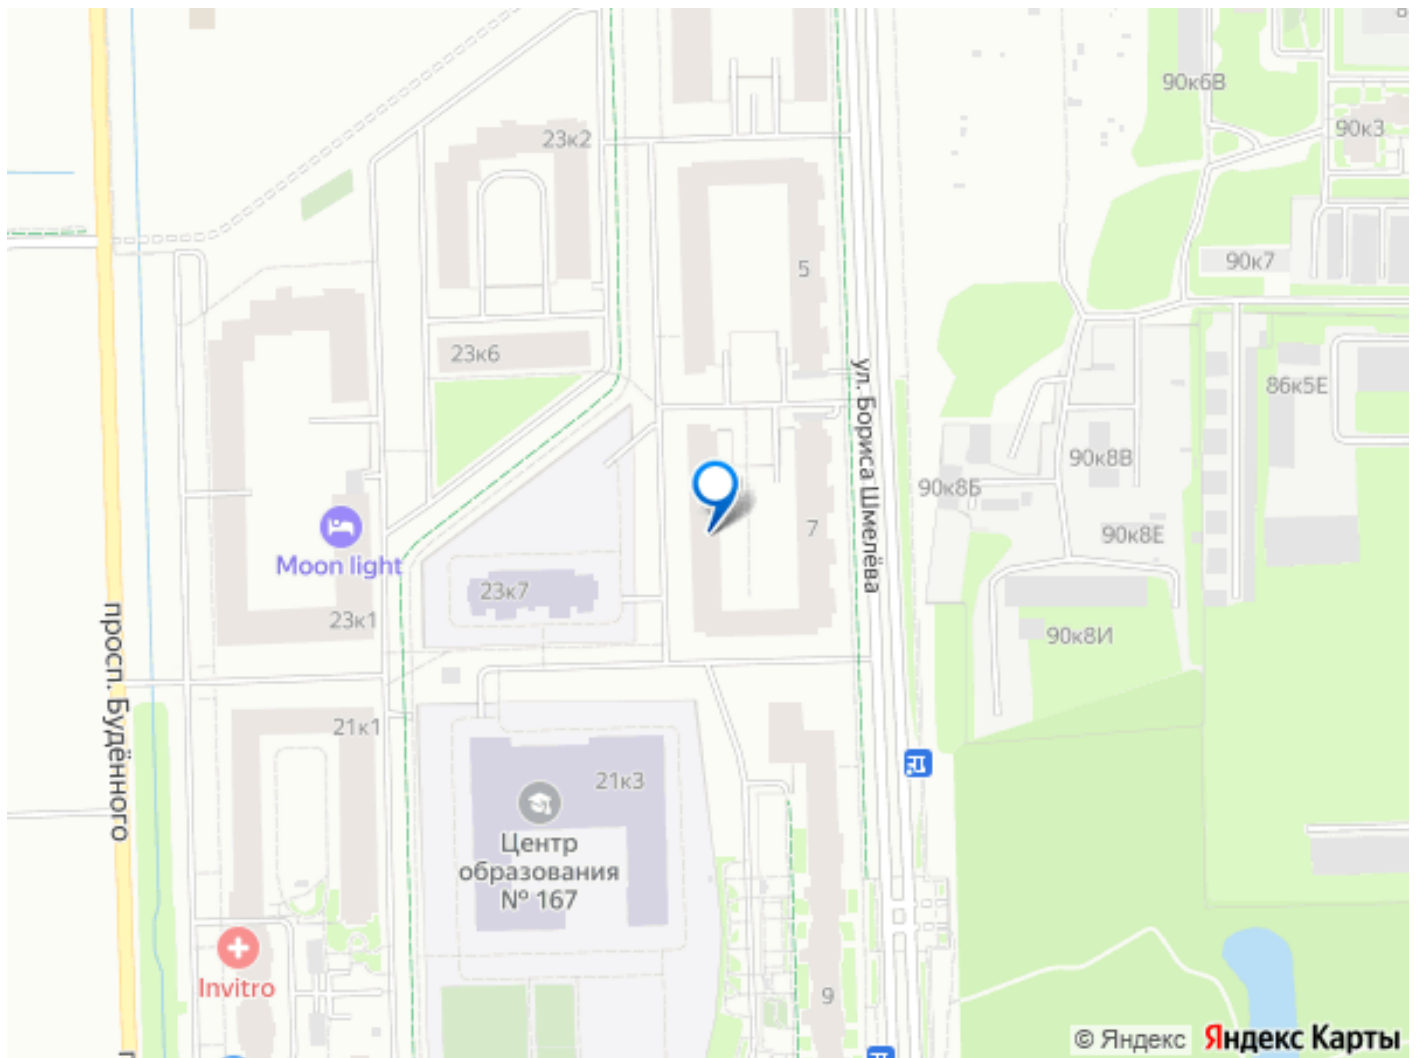 90к6В
90к3
23к2
5
90к7
23к6
86к5Е
ул. Бориса Шмелёва
90к8В
90к8Б
7
90к8Е
Moon light
23к7
23к1
90к8И
просп. Будённого
21к1
21к3
Центр
образования
№ 167
Invitro
9
© Яндекс
Яндекс Карты